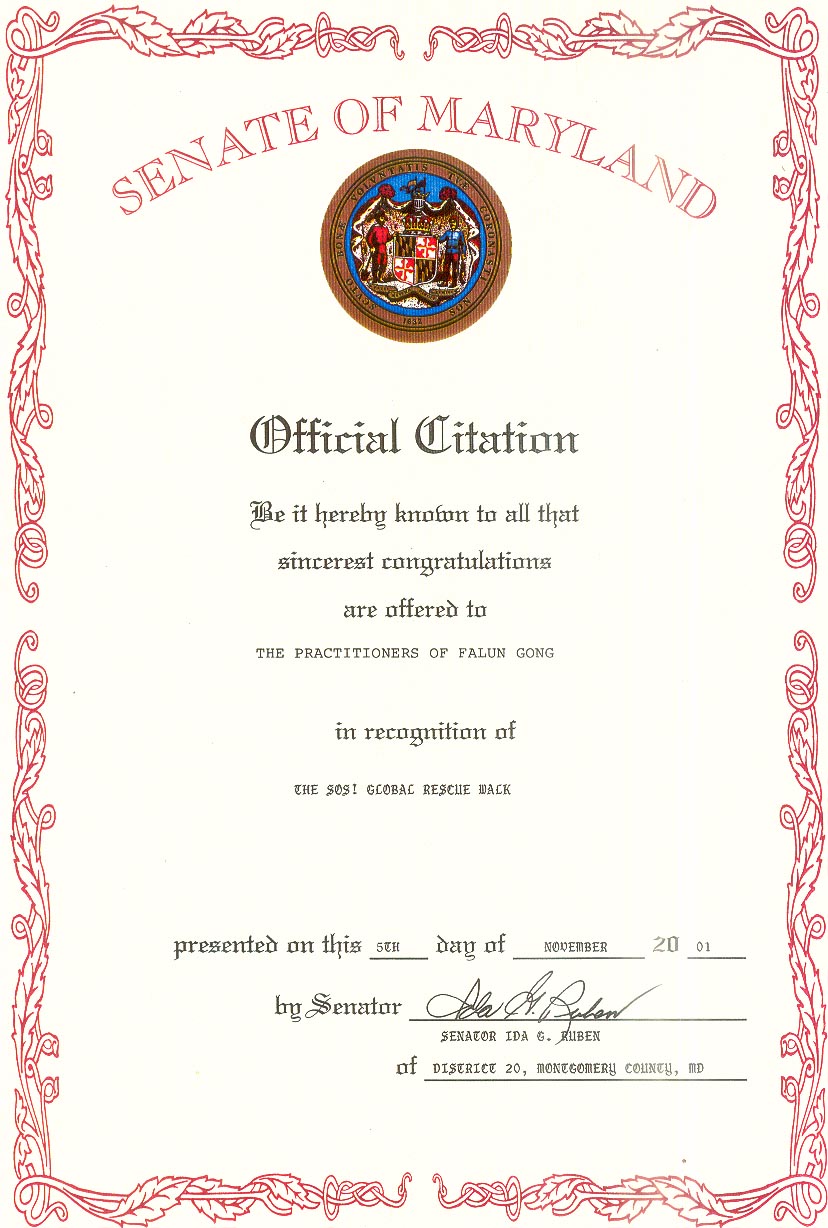 SENATE OF MARYLAND
Official Citation
Be it hereby known to all that
sincerest congratulations
are offered to
THE PRACTITIONERS OF FALUN GONG
in recognition of
THE SOS! GLOBAL RESCUE WALK
presented on this 5TH day of NOVEMBER 20 01
by Senator Ida G. Ruben
SENATOR IDA G. RUBEN
of DISTRICT 20, MONTGOMERY COUNTY, MD